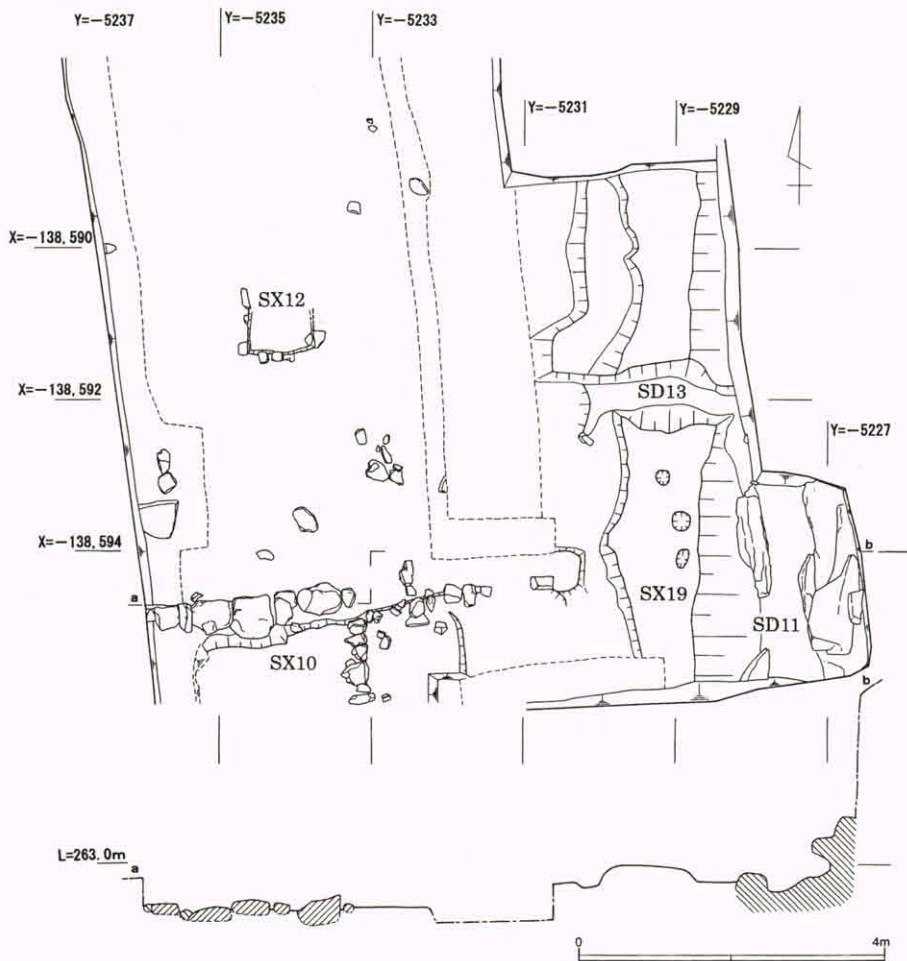 Y=-5237
Y=-5235
Y=-5233
Y=-5231
Y=-5229
X=-138,590
SX12
X=-138,592
SD13
Y=-5227
X=-138,594
b
a
SX19
SX10
SD11
b
L=263.0m
a
0
4m